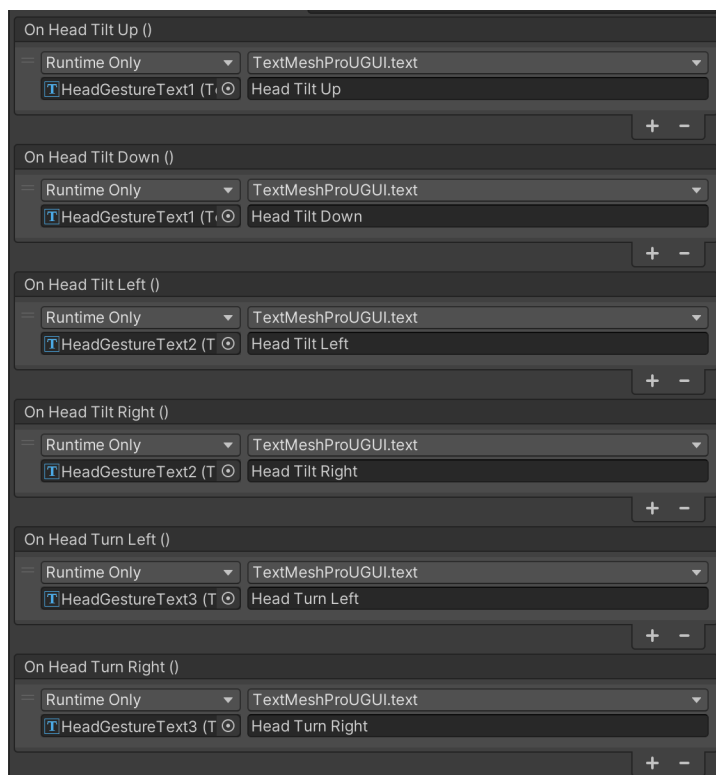 On Head Tilt Up ()
Runtime Only TextMeshProUGUI.text
HeadGestureText1 (T Head Tilt Up
+ −
On Head Tilt Down ()
Runtime Only TextMeshProUGUI.text
HeadGestureText1 (T Head Tilt Down
+ −
On Head Tilt Left ()
Runtime Only TextMeshProUGUI.text
HeadGestureText2 (T Head Tilt Left
+ −
On Head Tilt Right ()
Runtime Only TextMeshProUGUI.text
HeadGestureText2 (T Head Tilt Right
+ −
On Head Turn Left ()
Runtime Only TextMeshProUGUI.text
HeadGestureText3 (T Head Turn Left
+ −
On Head Turn Right ()
Runtime Only TextMeshProUGUI.text
HeadGestureText3 (T Head Turn Right
+ −